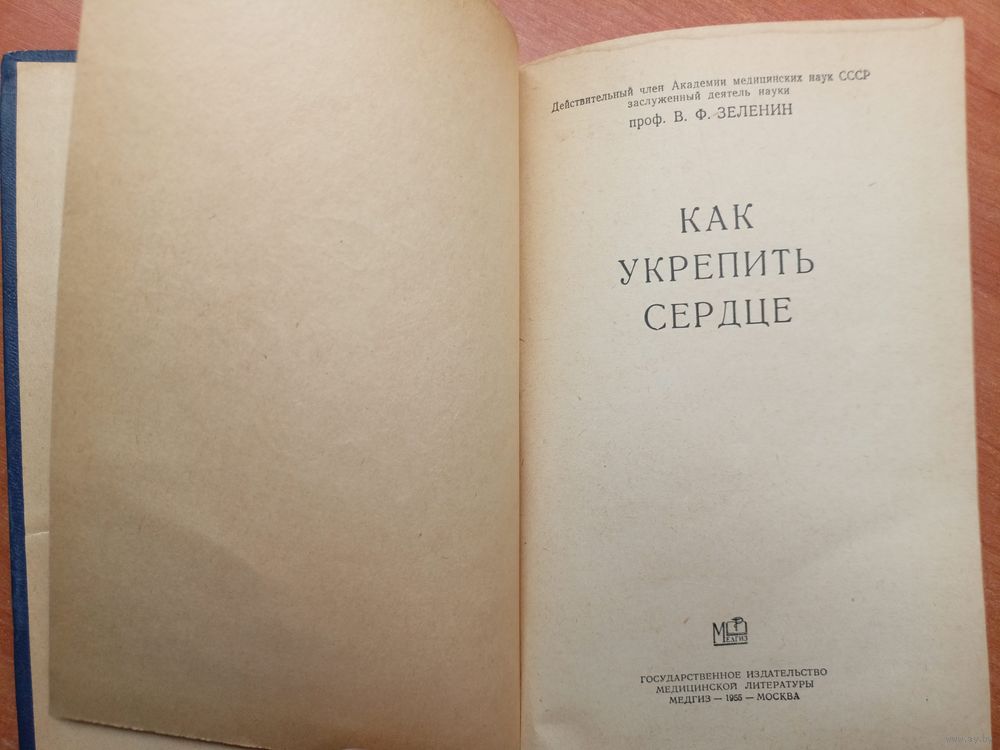 Действительный член Академии медицинских наук СССР
заслуженный деятель науки
проф. В. Ф. ЗЕЛЕНИН
КАК
УКРЕПИТЬ
СЕРДЦЕ
МЕДГИЗ
ГОСУДАРСТВЕННОЕ ИЗДАТЕЛЬСТВО
МЕДИЦИНСКОЙ ЛИТЕРАТУРЫ
МЕДГИЗ — 1955 — МОСКВА